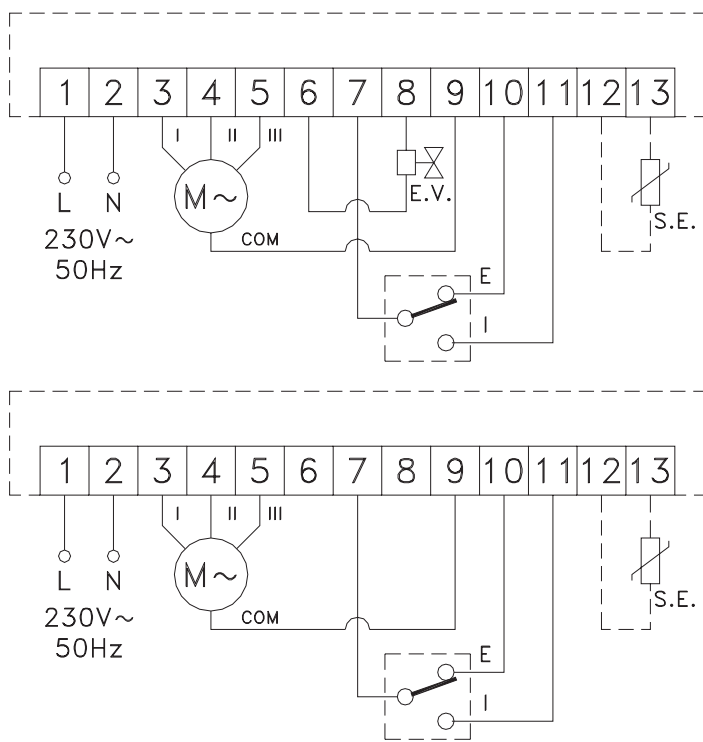 1 2 3 4 5 6 7 8 9 10 11 12 13
I II III
M~
E.V.
L N
S.E.
COM
230V~
50Hz
E
I
1 2 3 4 5 6 7 8 9 10 11 12 13
I II III
M~
L N
S.E.
COM
230V~
50Hz
E
I